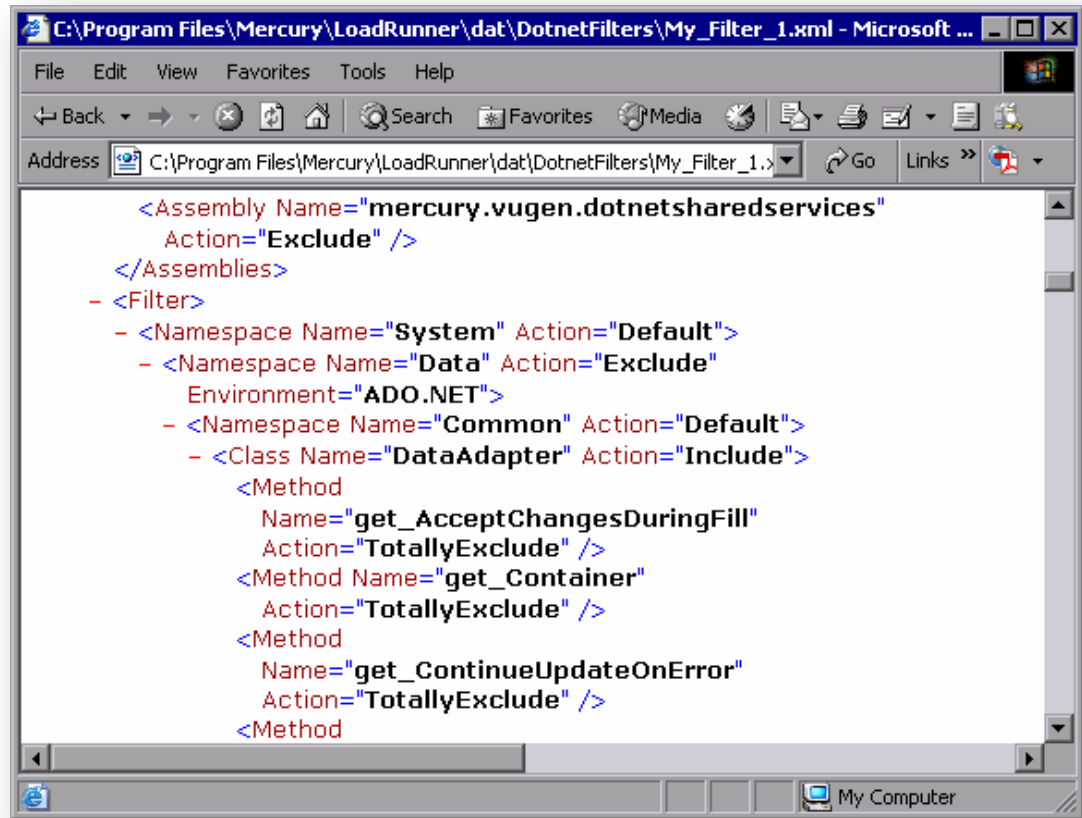 C:\Program Files\Mercury\LoadRunner\dat\DotnetFilters\My_Filter_1.xml - Microsoft ...
File Edit View Favorites Tools Help
Back Search Favorites Media
Address C:\Program Files\Mercury\LoadRunner\dat\DotnetFilters\My_Filter_1.x Go Links »
<Assembly Name="mercury.vugen.dotnetsharedservices"
Action="Exclude" />
</Assemblies>
- <Filter>
- <Namespace Name="System" Action="Default">
- <Namespace Name="Data" Action="Exclude"
Environment="ADO.NET">
- <Namespace Name="Common" Action="Default">
- <Class Name="DataAdapter" Action="Include">
<Method
Name="get_AcceptChangesDuringFill"
Action="TotallyExclude" />
<Method Name="get_Container"
Action="TotallyExclude" />
<Method
Name="get_ContinueUpdateOnError"
Action="TotallyExclude" />
<Method
My Computer